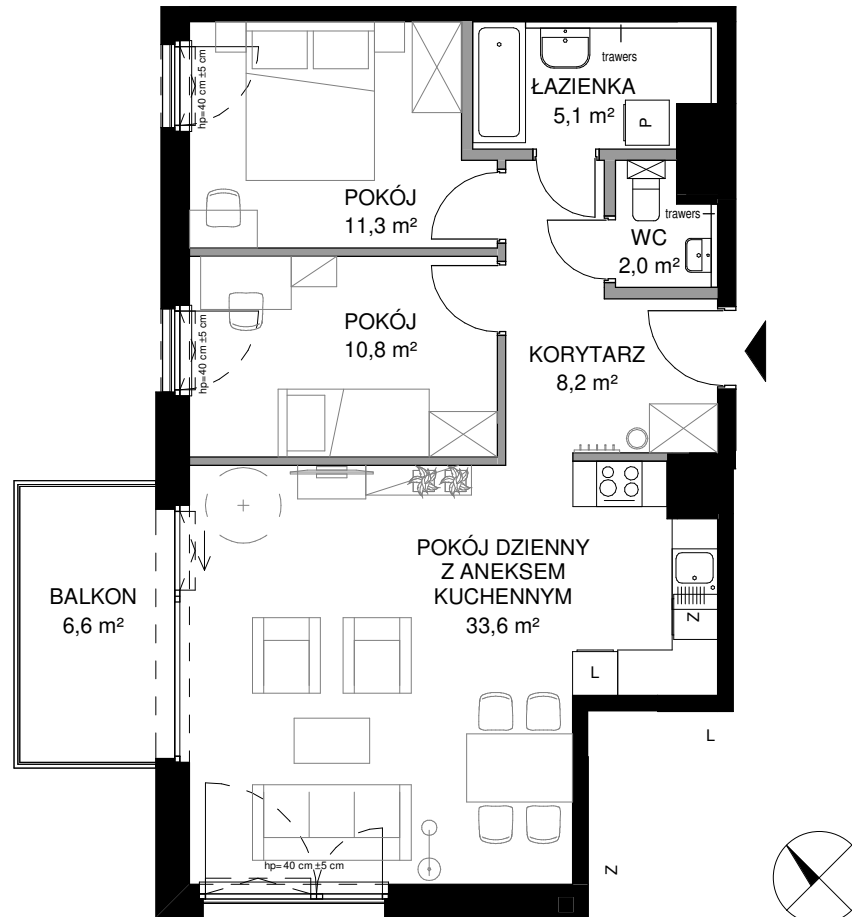 hp=40 cm ±5 cm
trawers
ŁAZIENKA
5,1 m²
P
POKÓJ
11,3 m²
trawers
WC
2,0 m²
hp=40 cm ±5 cm
POKÓJ
10,8 m²
KORYTARZ
8,2 m²
BALKON
6,6 m²
POKÓJ DZIENNY
Z ANEKSEM
KUCHENNYM
33,6 m²
Z
L
L
hp=40 cm ±5 cm
Z